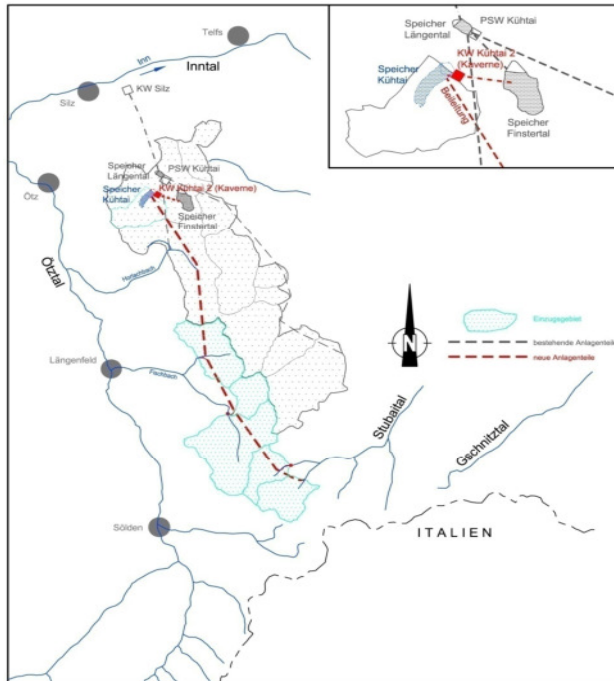 Telfs
Inn
Inntal
Silz
KW Silz
Speicher
Längental
PSW Kühtai
Ötz
Speicher
Kühtai
KW Kühtai 2 (Kaverne)
Speicher
Finstertal
Ötztal
Horlachbach
Längenfeld
Fischbach
Sölden
Stubaital
Gschnitztal
ITALIEN
N
Einzugsgebiet
bestehende Anlagenteile
neue Anlagenteile
Speicher
Längental
PSW Kühtai
Speicher
Kühtai
KW Kühtai 2
(Kaverne)
Beileitung
Speicher
Finstertal